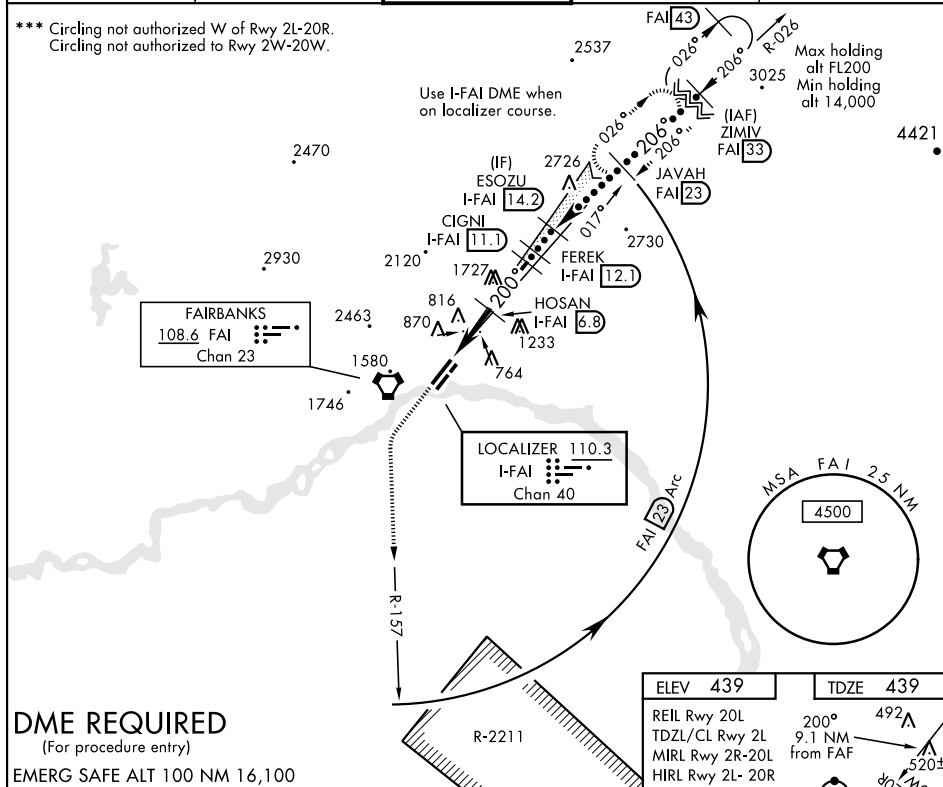 *** Circling not authorized W of Rwy 2L-20R.
Circling not authorized to Rwy 2W-20W.
Use I-FAI DME when
on localizer course.
2537
FAI 43
026°
206°
R-026
Max holding
alt FL200
Min holding
alt 14,000
3025
(IAF)
ZIMIV
FAI 33
4421
026°
206°
206°
JAVAH
FAI 23
2470
(IF)
ESOZU
I-FAI 14.2
2726
017°
2730
CIGNI
I-FAI 11.1
FEREK
I-FAI 12.1
2930
2120
1727
200°
HOSAN
I-FAI 6.8
1233
816
870
764
2463
1580
1746
FAIRBANKS
108.6 FAI
Chan 23
LOCALIZER 110.3
I-FAI
Chan 40
FAI 23 Arc
MSA FAI 25 NM
4500
R-157
R-2211
DME REQUIRED
(For procedure entry)
EMERG SAFE ALT 100 NM 16,100
ELEV 439
TDZE 439
REIL Rwy 20L
TDZL/CL Rwy 2L
MIRL Rwy 2R-20L
HIRL Rwy 2L- 20R
200°
9.1 NM
from FAF
492
520±